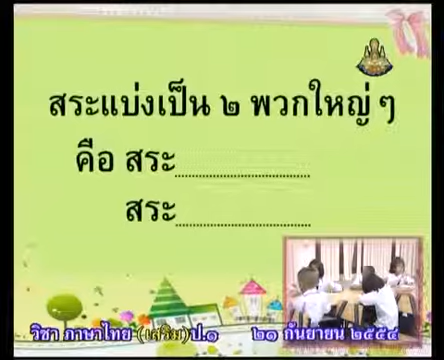 สระแบ่งเป็น ๒ พวกใหญ่ ๆ
คือ สระ
สระ
วิชา ภาษาไทย (เสริม) ป.๑ ๒๑ กันยายน ๒๕๕๔